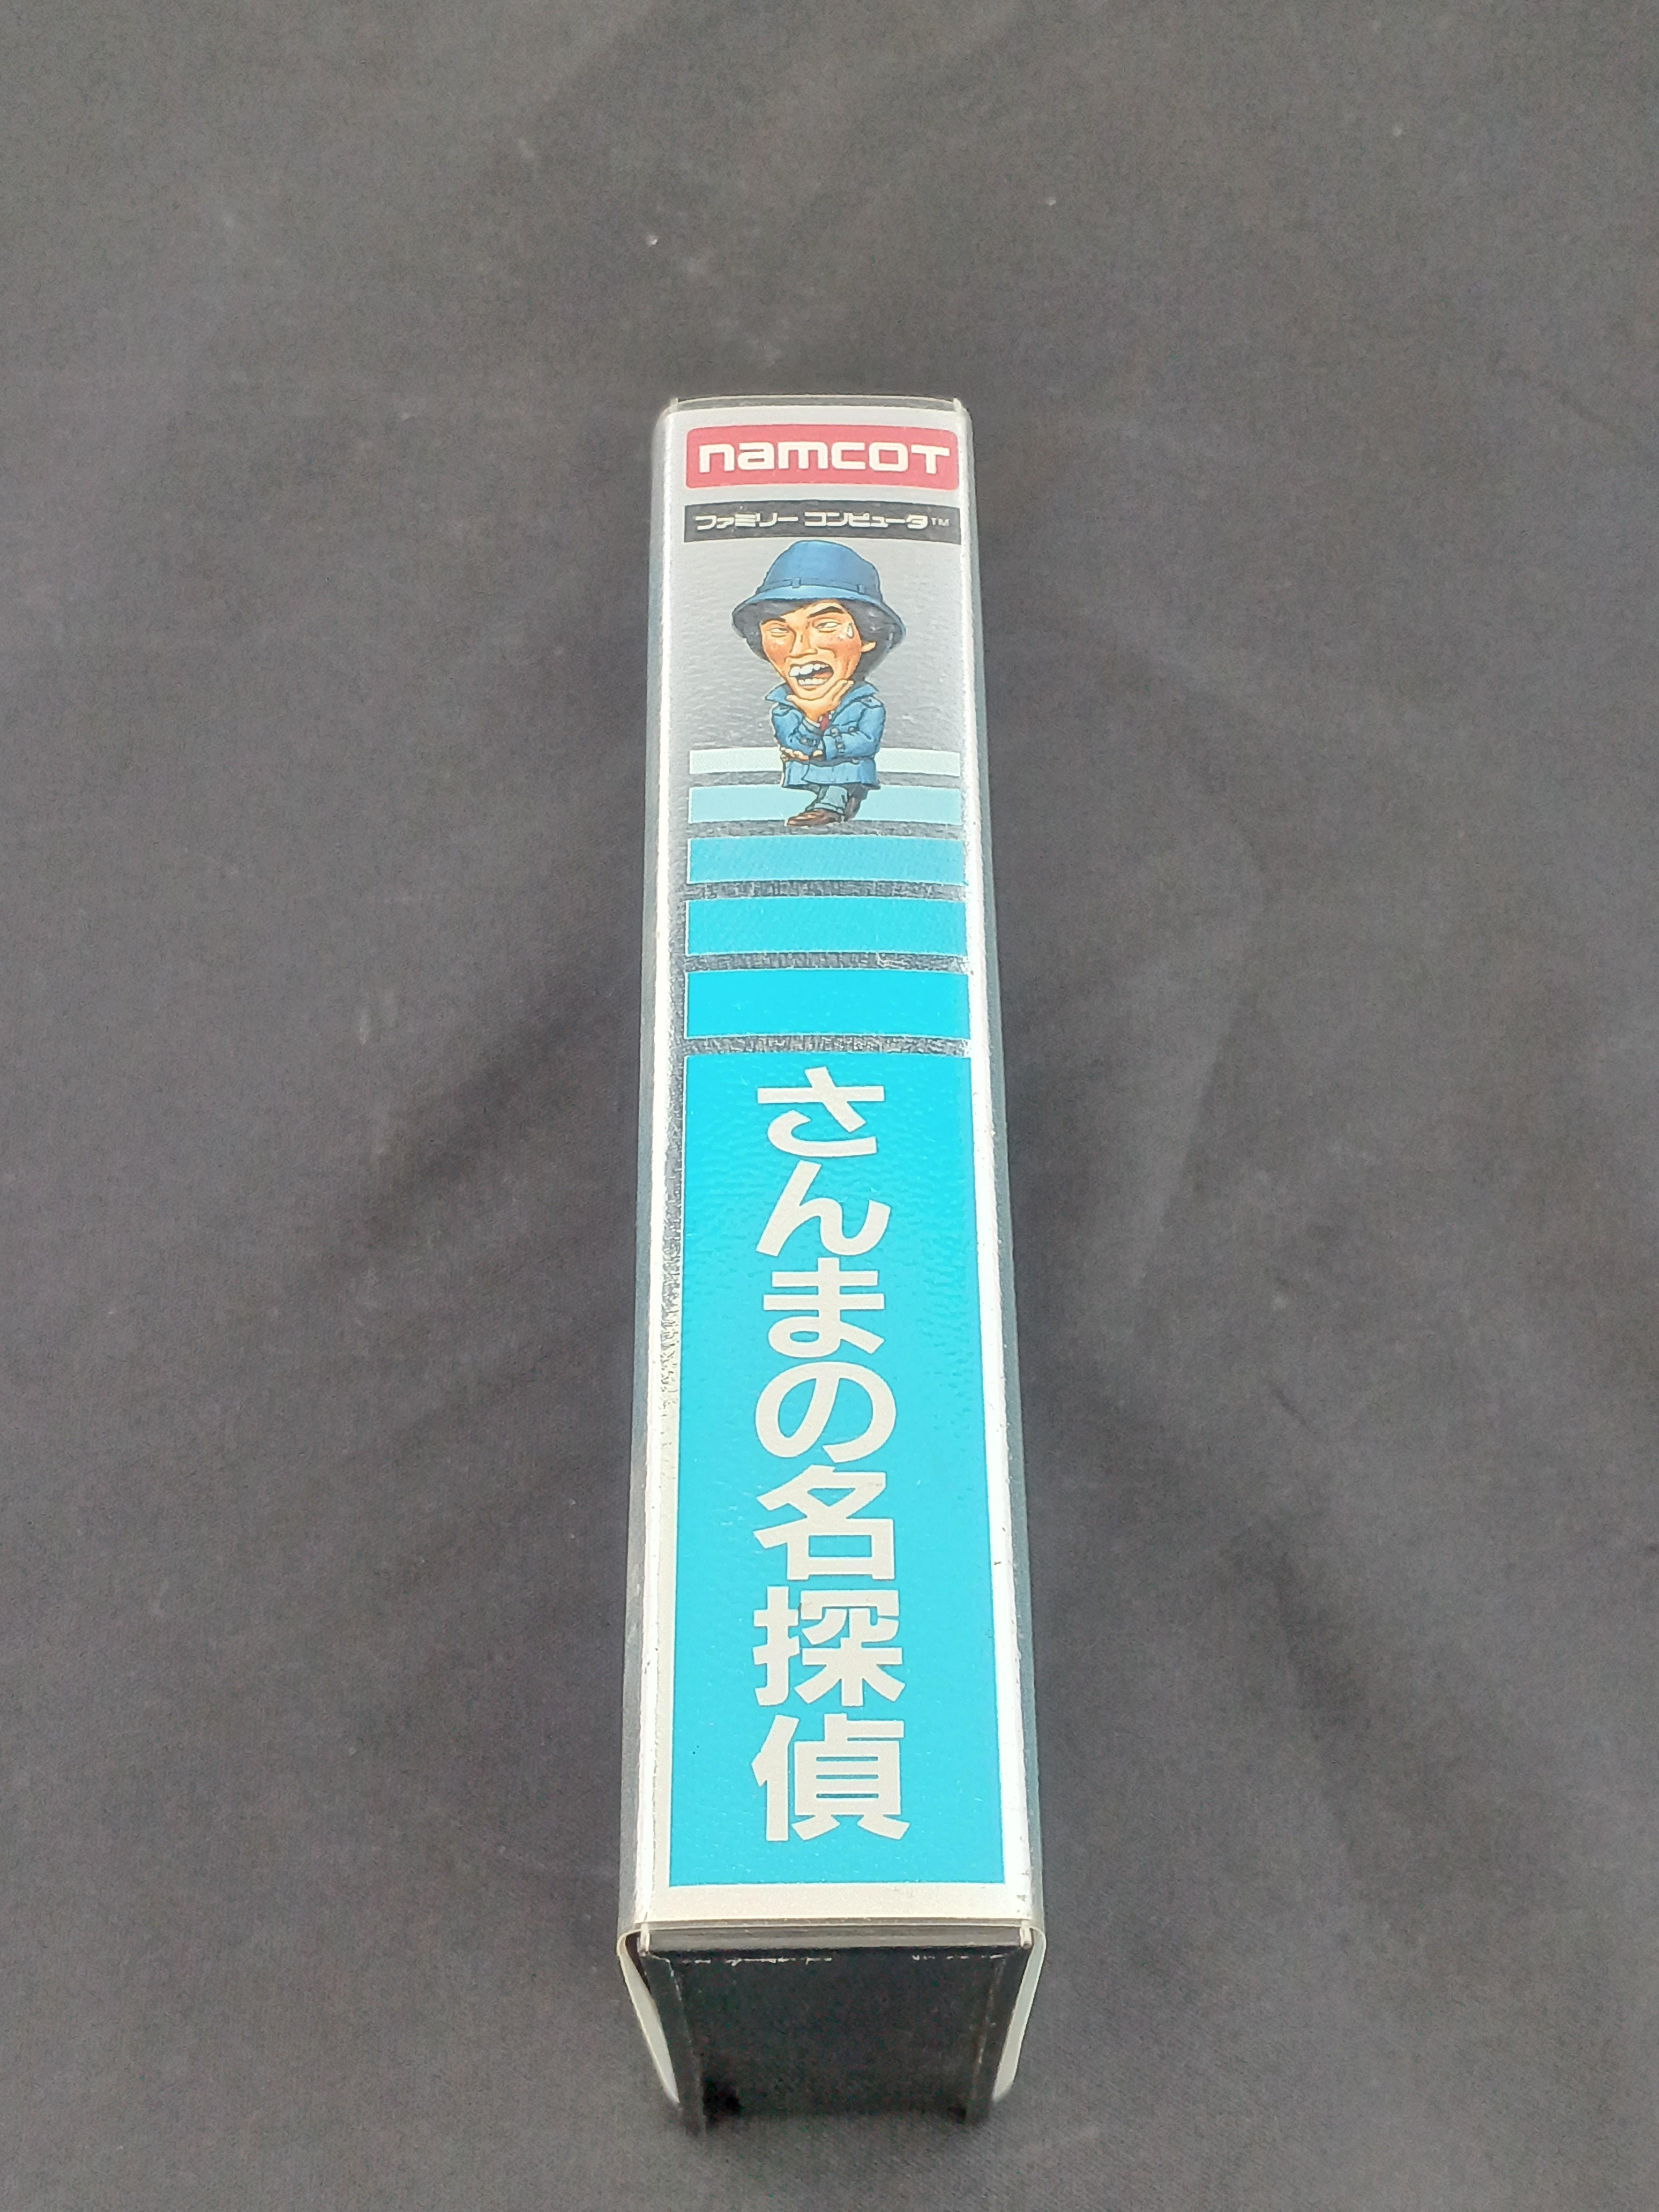 namcoT
ファミリー コンピュータ™
さんまの名探偵